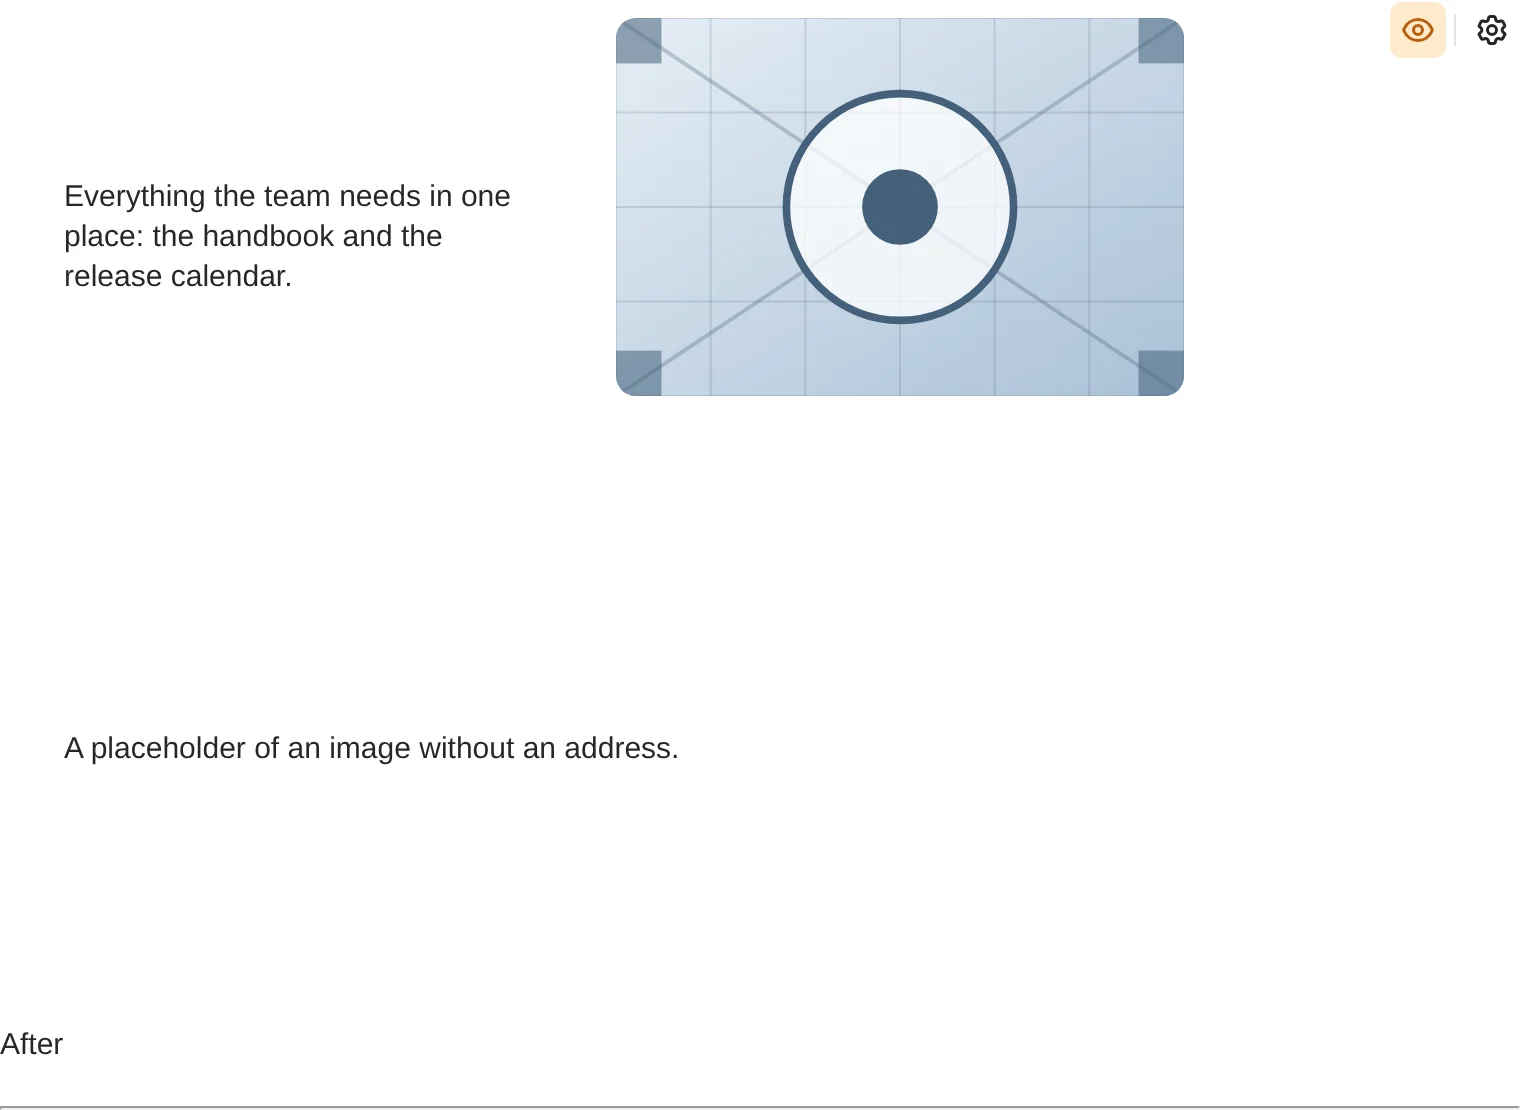 Everything the team needs in one
place: the handbook and the
release calendar.
A placeholder of an image without an address.
After